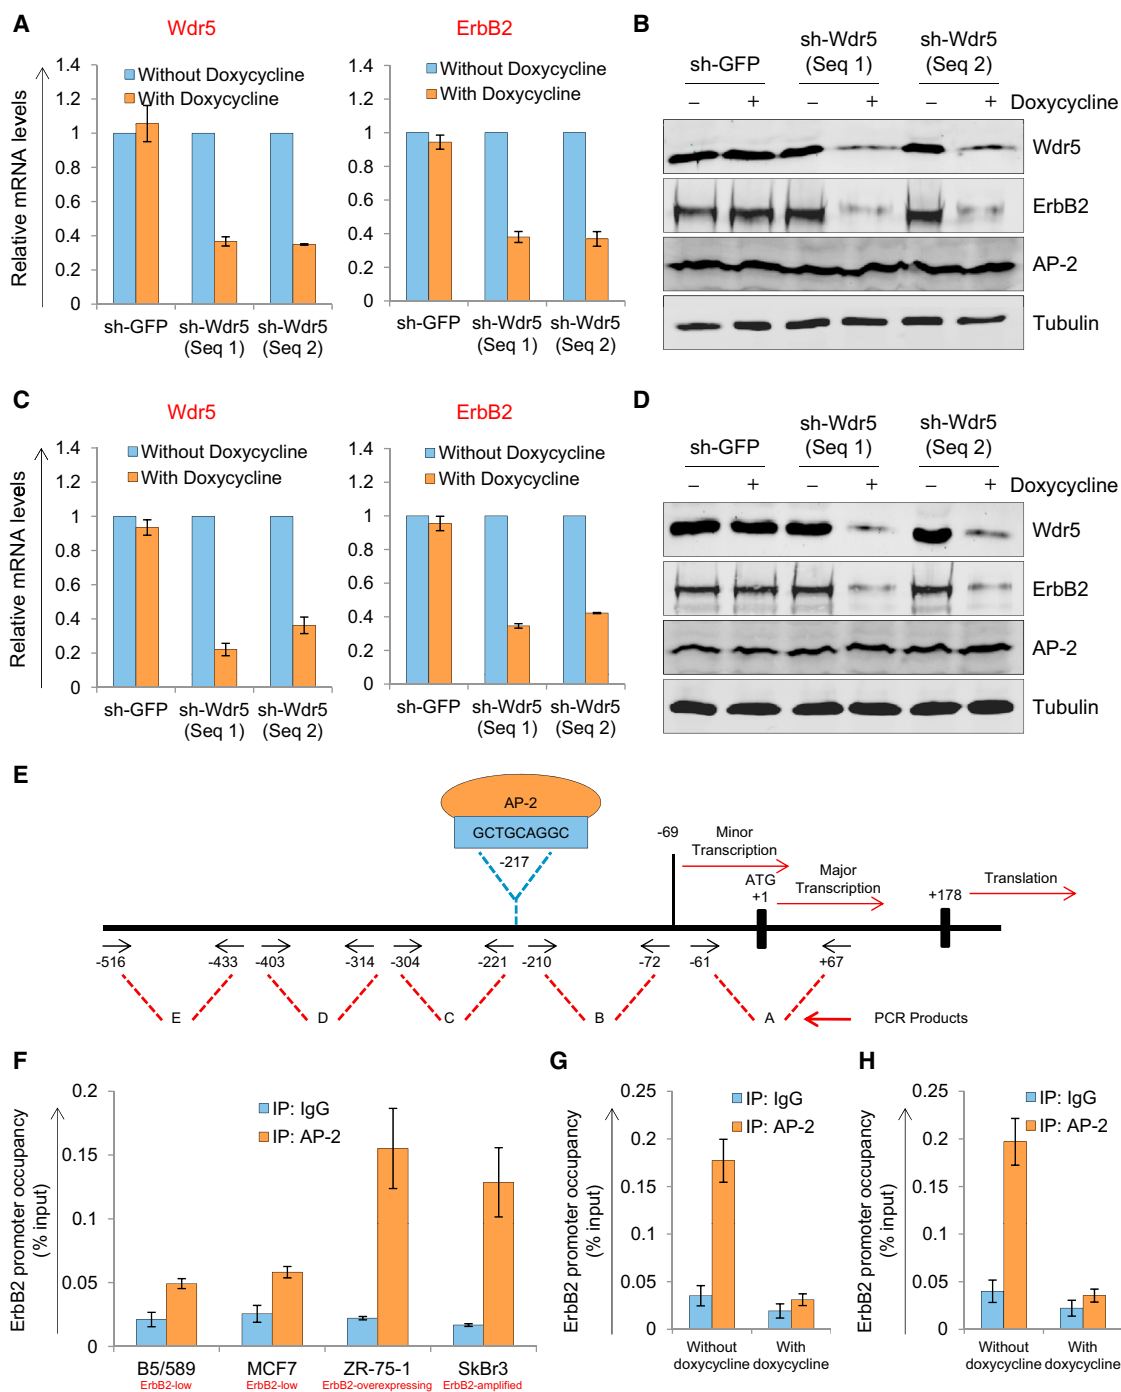 A
Wdr5
ErbB2
Relative mRNA levels
1.4
1.2
1
0.8
0.6
0.4
0.2
0
Without Doxycycline
With Doxycycline
sh-GFP
sh-Wdr5
(Seq 1)
sh-Wdr5
(Seq 2)
1.4
1.2
1
0.8
0.6
0.4
0.2
0
Without Doxycycline
With Doxycycline
sh-GFP
sh-Wdr5
(Seq 1)
sh-Wdr5
(Seq 2)
B
sh-GFP
sh-Wdr5
(Seq 1)
sh-Wdr5
(Seq 2)
– + – + – + Doxycycline
Wdr5
ErbB2
AP-2
Tubulin
C
Wdr5
ErbB2
Relative mRNA levels
1.4
1.2
1
0.8
0.6
0.4
0.2
0
Without Doxycycline
With Doxycycline
sh-GFP
sh-Wdr5
(Seq 1)
sh-Wdr5
(Seq 2)
1.4
1.2
1
0.8
0.6
0.4
0.2
0
Without Doxycycline
With Doxycycline
sh-GFP
sh-Wdr5
(Seq 1)
sh-Wdr5
(Seq 2)
D
sh-GFP
sh-Wdr5
(Seq 1)
sh-Wdr5
(Seq 2)
– + – + – + Doxycycline
Wdr5
ErbB2
AP-2
Tubulin
E
AP-2
GCTGCAGGC
-217
-69
Minor
Transcription
ATG
+1
Major
Transcription
+178
Translation
-516 -433 -403 -314 -304 -221 -210 -72 -61 +67
E D C B A PCR Products
F
ErbB2 promoter occupancy
(% input)
0.2
0.15
0.1
0.05
0
IP: IgG
IP: AP-2
B5/589 MCF7 ZR-75-1 SkBr3
ErbB2-low ErbB2-low ErbB2-overexpressing ErbB2-amplified
G
ErbB2 promoter occupancy
(% input)
0.25
0.2
0.15
0.1
0.05
0
IP: IgG
IP: AP-2
Without
doxycycline
With
doxycycline
H
ErbB2 promoter occupancy
(% input)
0.25
0.2
0.15
0.1
0.05
0
IP: IgG
IP: AP-2
Without
doxycycline
With
doxycycline